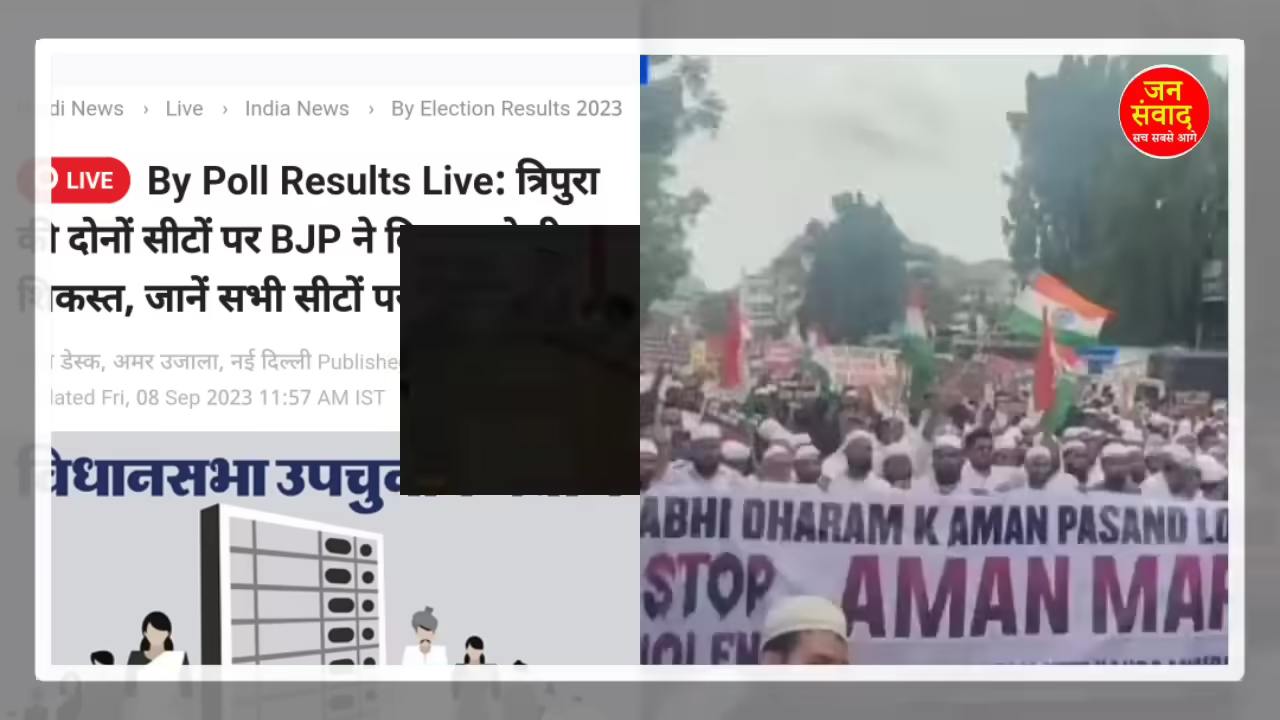 di News › Live › India News › By Election Results 2023
LIVE By Poll Results Live: त्रिपुरा
की दोनों सीटों पर BJP ने
शिकस्त, जानें सभी सीटों
डेस्क, अमर उजाला, नई दिल्ली Publishe
lated Fri, 08 Sep 2023 11:57 AM IST
विधानसभा
जन
संवाद
सच सबसे आगे
ABHI DHARAM K AMAN PASAND LO
STOP AMAN MAR
IOLEN